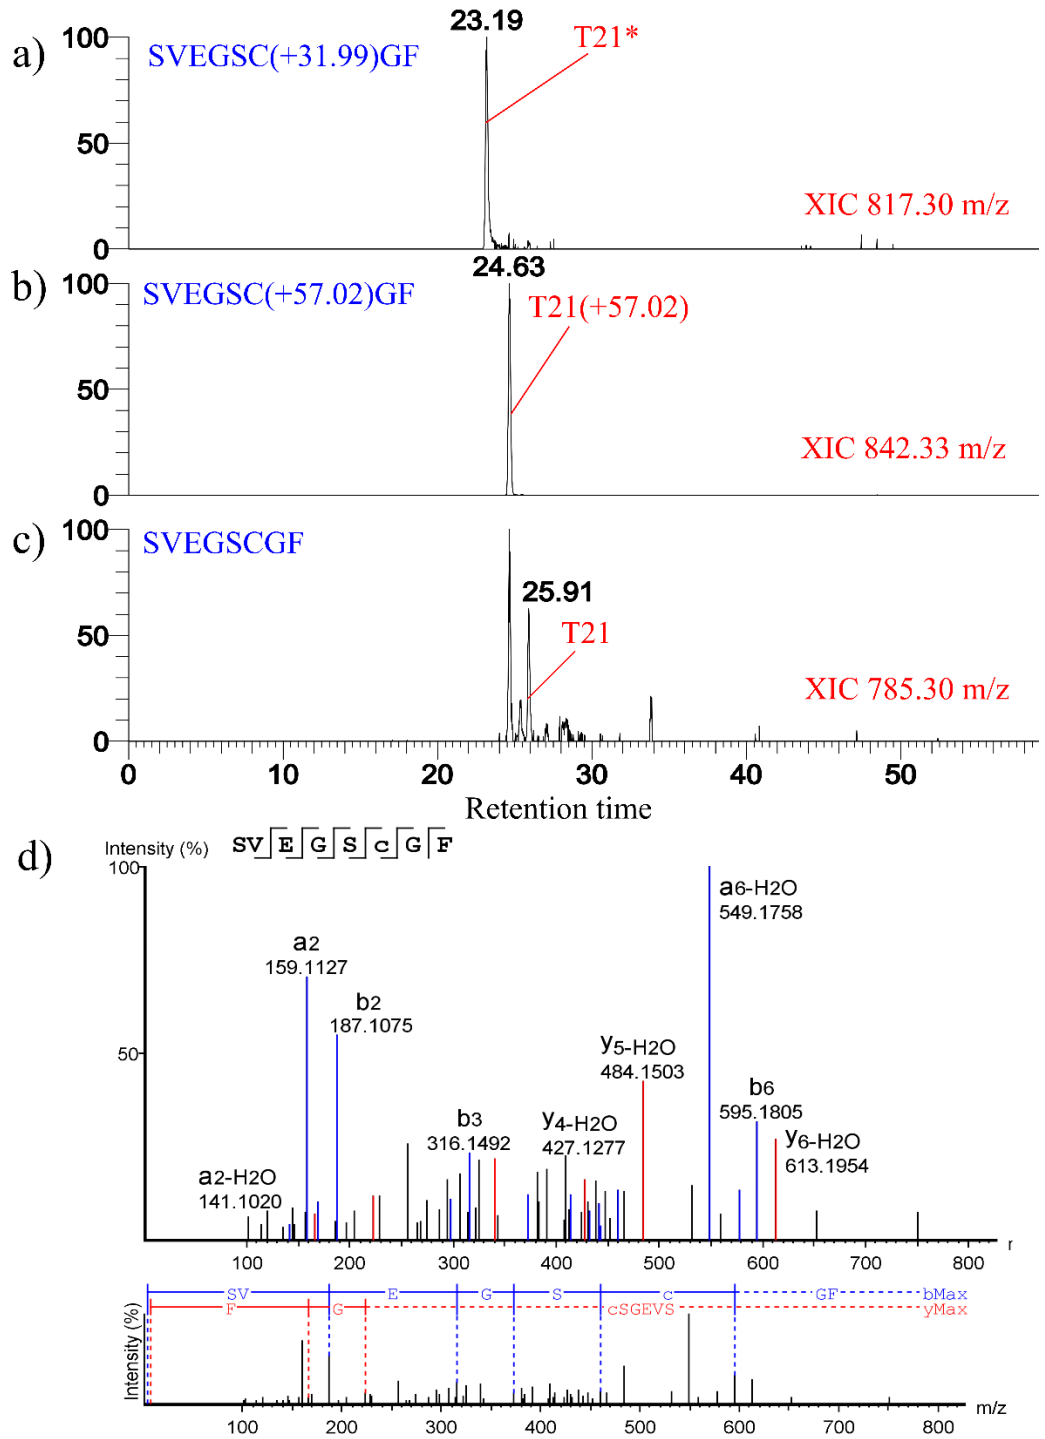 a)
100
50
0
23.19
SVEGSC(+31.99)GF
T21*
XIC 817.30 m/z
b)
100
50
0
24.63
SVEGSC(+57.02)GF
T21(+57.02)
XIC 842.33 m/z
c)
100
50
0
SVEGSCGF
25.91
T21
XIC 785.30 m/z
0 10 20 30 40 50
Retention time
d)
Intensity (%)
SVEGScGF
100
50
a2-H2O
141.1020
a2
159.1127
b2
187.1075
b3
316.1492
y4-H2O
427.1277
y5-H2O
484.1503
a6-H2O
549.1758
b6
595.1805
y6-H2O
613.1954
100 200 300 400 500 600 700 800
SV E G S c GF bMax
F G cSGEVS yMax
Intensity (%)
100 200 300 400 500 600 700 800 m/z